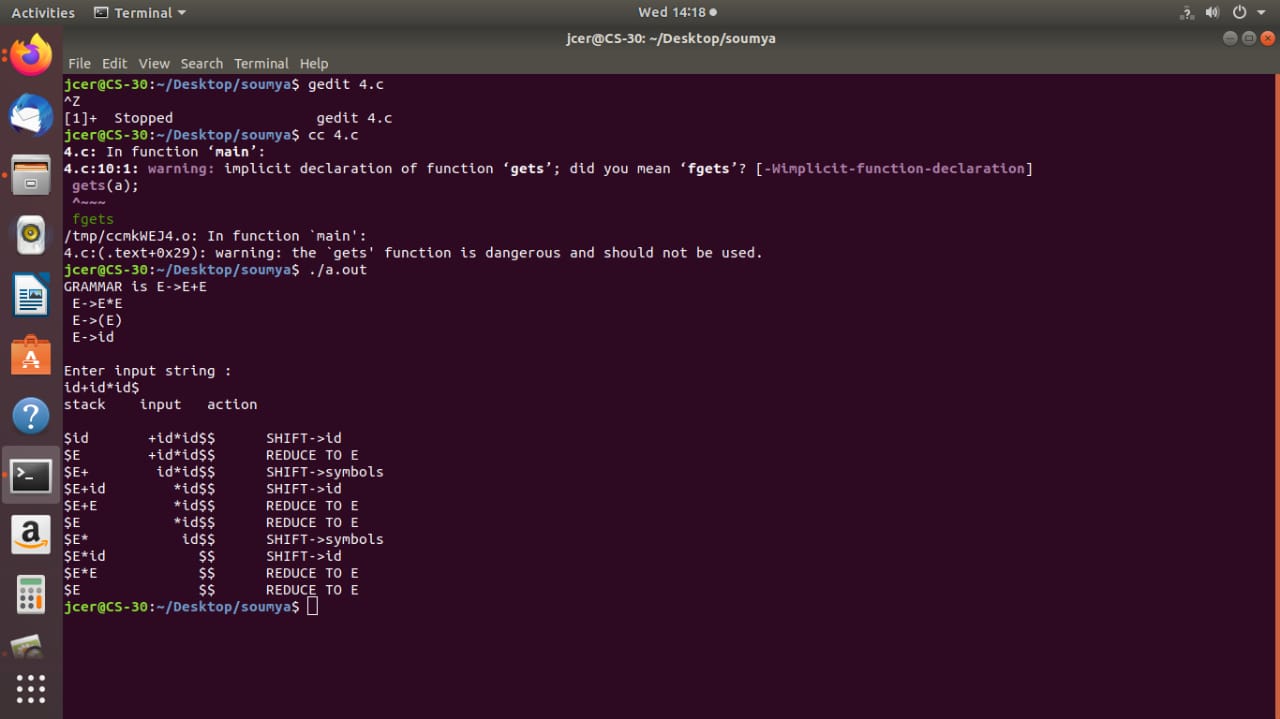 Activities Terminal Wed 14:18
jcer@CS-30: ~/Desktop/soumya
File Edit View Search Terminal Help
jcer@CS-30:~/Desktop/soumya$ gedit 4.c
^Z
[1]+  Stopped                 gedit 4.c
jcer@CS-30:~/Desktop/soumya$ cc 4.c
4.c: In function ‘main’:
4.c:10:1: warning: implicit declaration of function ‘gets’; did you mean ‘fgets’? [-Wimplicit-function-declaration]
 gets(a);
 ^~~~
 fgets
/tmp/ccmkWEJ4.o: In function `main':
4.c:(.text+0x29): warning: the `gets' function is dangerous and should not be used.
jcer@CS-30:~/Desktop/soumya$ ./a.out
GRAMMAR is E->E+E
 E->E*E
 E->(E)
 E->id
Enter input string :
id+id*id$
stack    input   action
$id       +id*id$$      SHIFT->id
$E        +id*id$$      REDUCE TO E
$E+        id*id$$      SHIFT->symbols
$E+id        *id$$      SHIFT->id
$E+E         *id$$      REDUCE TO E
$E           *id$$      REDUCE TO E
$E*           id$$      SHIFT->symbols
$E*id           $$      SHIFT->id
$E*E            $$      REDUCE TO E
$E              $$      REDUCE TO E
jcer@CS-30:~/Desktop/soumya$